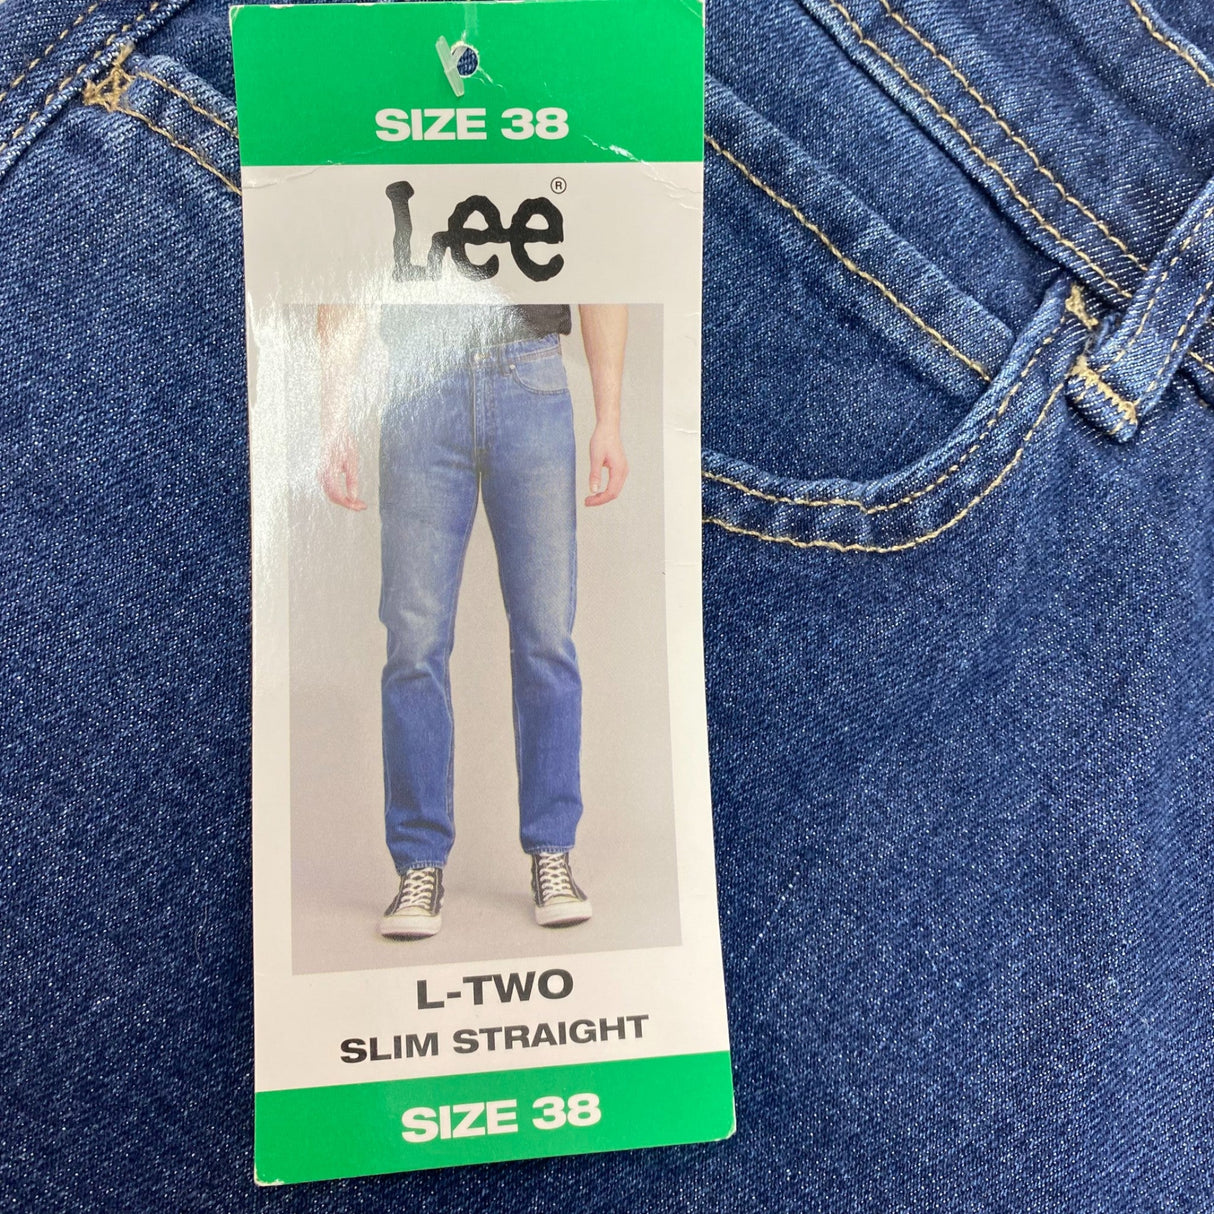 SIZE 38
Lee®
L-TWO
SLIM STRAIGHT
SIZE 38